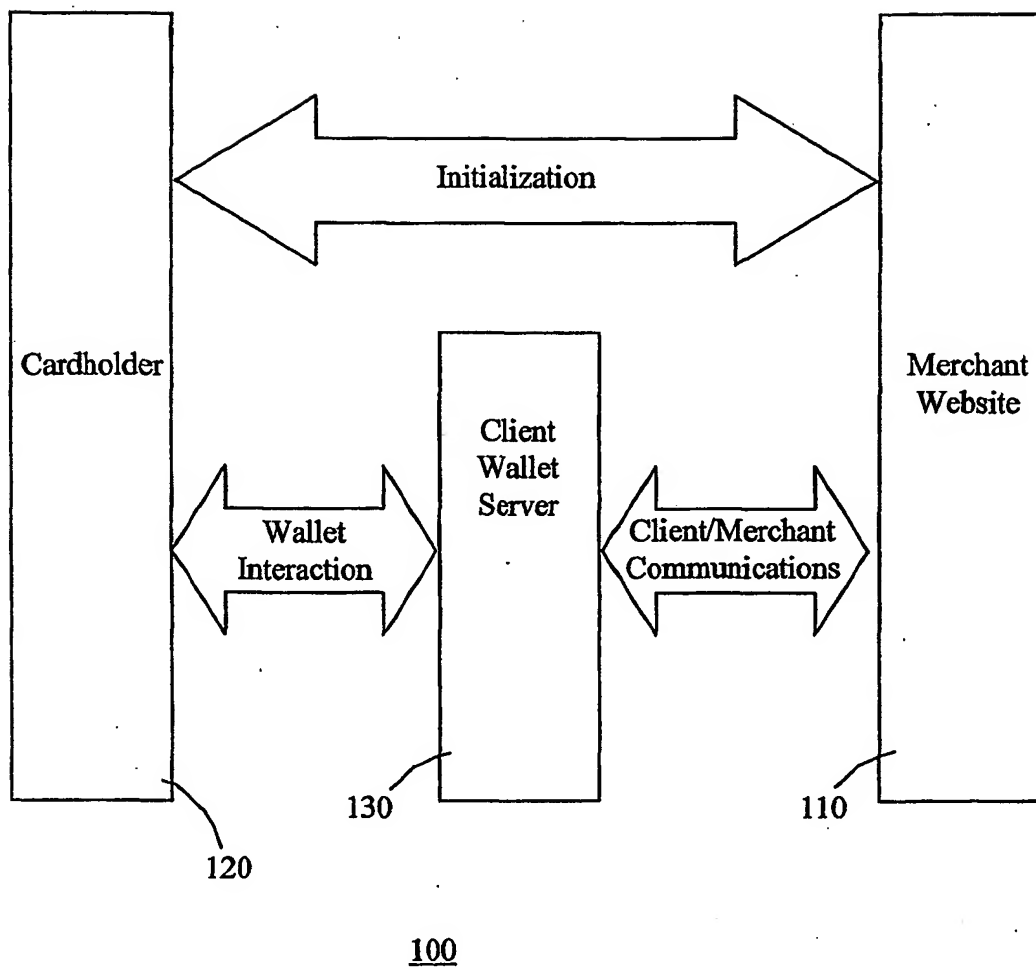 Initialization
Cardholder
Merchant
Website
Client
Wallet
Server
Wallet
Interaction
Client/Merchant
Communications
130
110
120
100